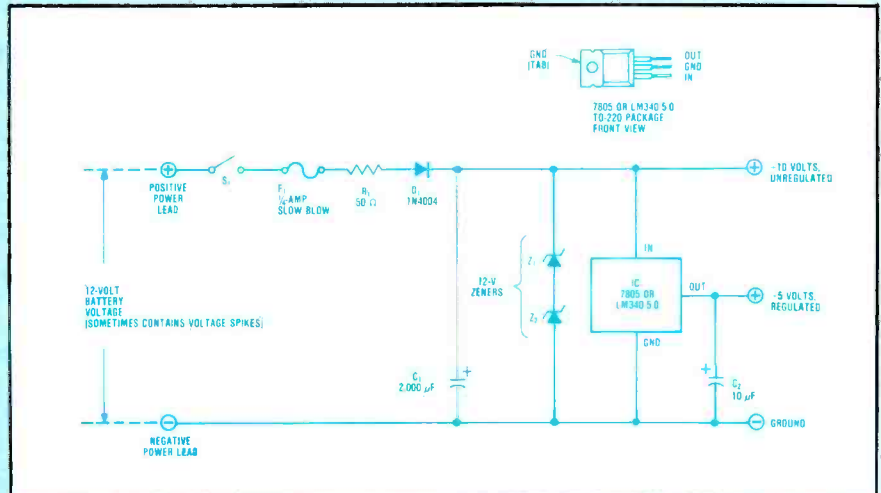 GND
(TAB)
OUT
GND
IN
7805 OR LM340 5 0
TO-220 PACKAGE
FRONT VIEW
POSITIVE
POWER
LEAD
S1
F1
¼-AMP
SLOW BLOW
R1
50 Ω
D1
1N4004
-10 VOLTS,
UNREGULATED
12-VOLT
BATTERY
VOLTAGE
(SOMETIMES CONTAINS VOLTAGE SPIKES)
12-V
ZENERS
Z1
Z2
IN
IC
7805 OR
LM340 5.0
OUT
GND
-5 VOLTS,
REGULATED
C1
2,000 µF
+
+
C2
10 µF
GROUND
NEGATIVE
POWER LEAD